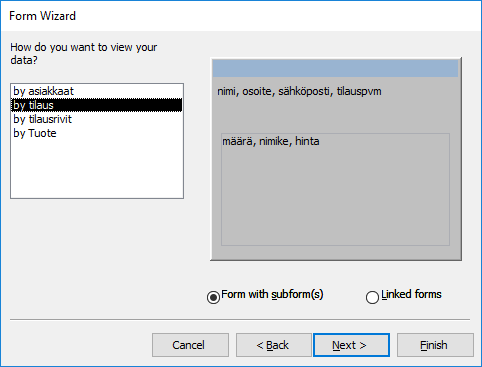 Form Wizard
How do you want to view your
data?
by asiakkaat
by tilaus
by tilausrivit
by Tuote
nimi, osoite, sähköposti, tilauspvm
määrä, nimike, hinta
Form with subform(s)
Linked forms
Cancel
< Back
Next >
Finish